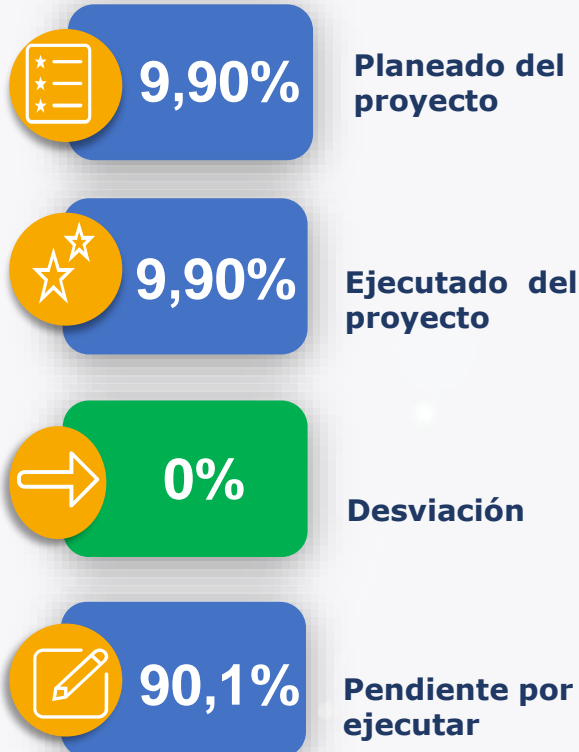 9,90%
Planeado del
proyecto
9,90%
Ejecutado del
proyecto
0%
Desviación
90,1%
Pendiente por
ejecutar